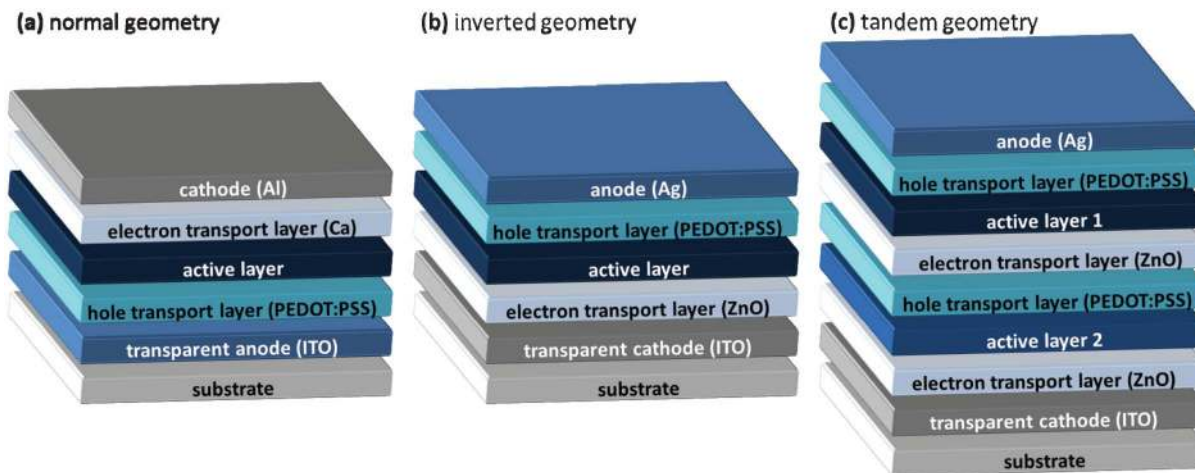 (a) normal geometry
cathode (Al)
electron transport layer (Ca)
active layer
hole transport layer (PEDOT:PSS)
transparent anode (ITO)
substrate
(b) inverted geometry
anode (Ag)
hole transport layer (PEDOT:PSS)
active layer
electron transport layer (ZnO)
transparent cathode (ITO)
substrate
(c) tandem geometry
anode (Ag)
hole transport layer (PEDOT:PSS)
active layer 1
electron transport layer (ZnO)
hole transport layer (PEDOT:PSS)
active layer 2
electron transport layer (ZnO)
transparent cathode (ITO)
substrate